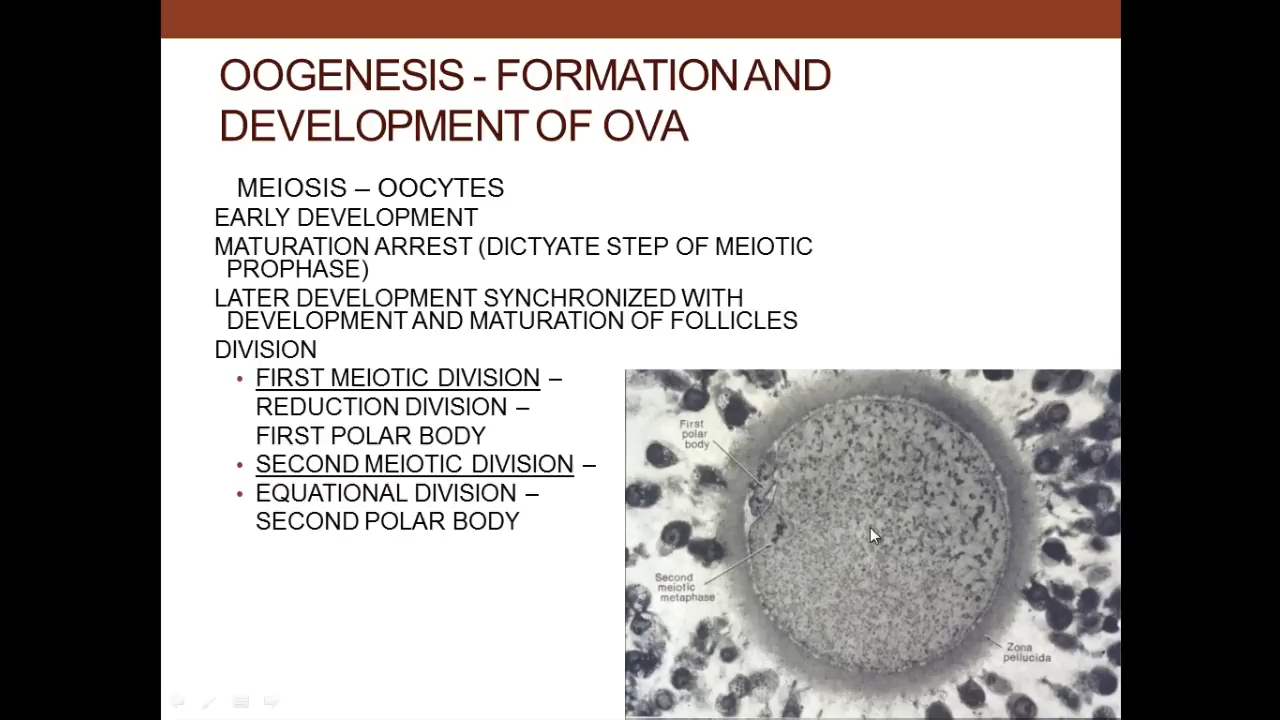 OOGENESIS - FORMATION AND
DEVELOPMENT OF OVA
MEIOSIS – OOCYTES
EARLY DEVELOPMENT
MATURATION ARREST (DICTYATE STEP OF MEIOTIC
PROPHASE)
LATER DEVELOPMENT SYNCHRONIZED WITH
DEVELOPMENT AND MATURATION OF FOLLICLES
DIVISION
• FIRST MEIOTIC DIVISION –
REDUCTION DIVISION –
FIRST POLAR BODY
• SECOND MEIOTIC DIVISION –
• EQUATIONAL DIVISION –
SECOND POLAR BODY
First
polar
body
Second
meiotic
metaphase
Zona
pellucida